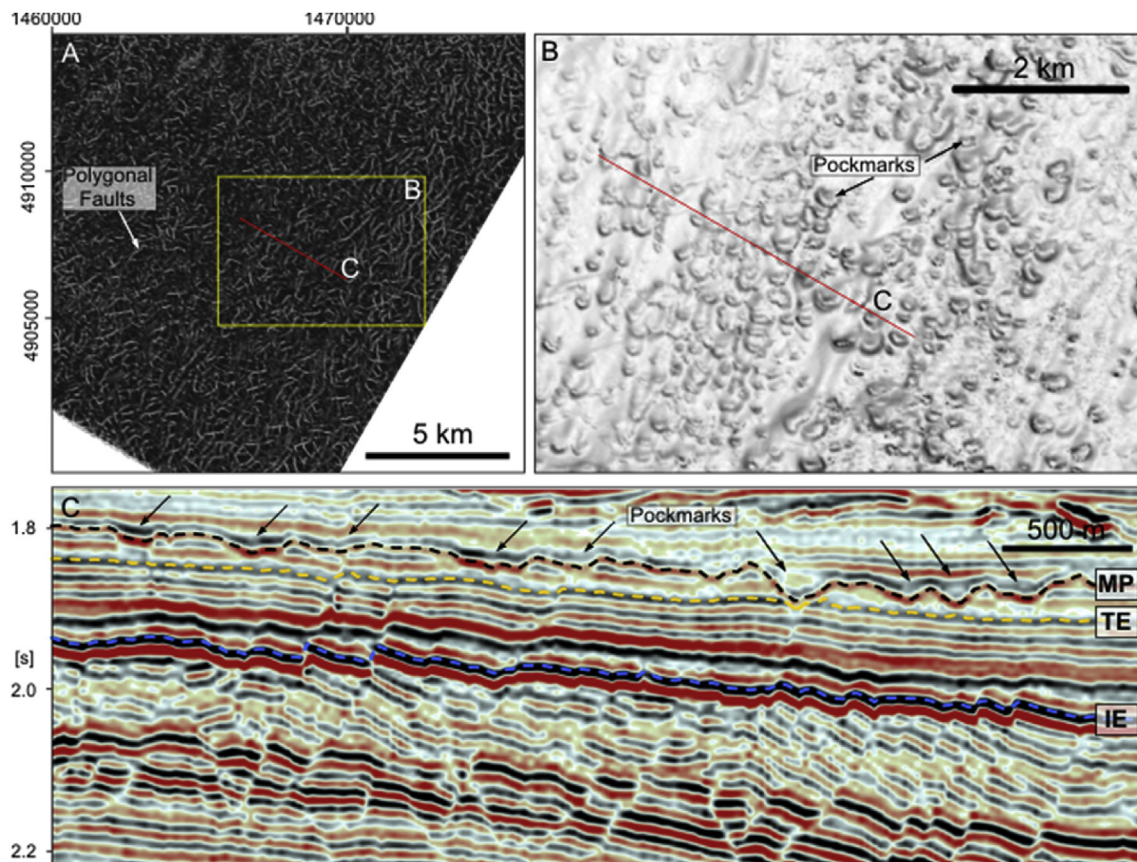 1460000 1470000
A
4910000
Polygonal
Faults
B
C
4905000
5 km
B
2 km
Pockmarks
C
C
1.8
Pockmarks
500 m
MP
TE
[s]
2.0
IE
2.2